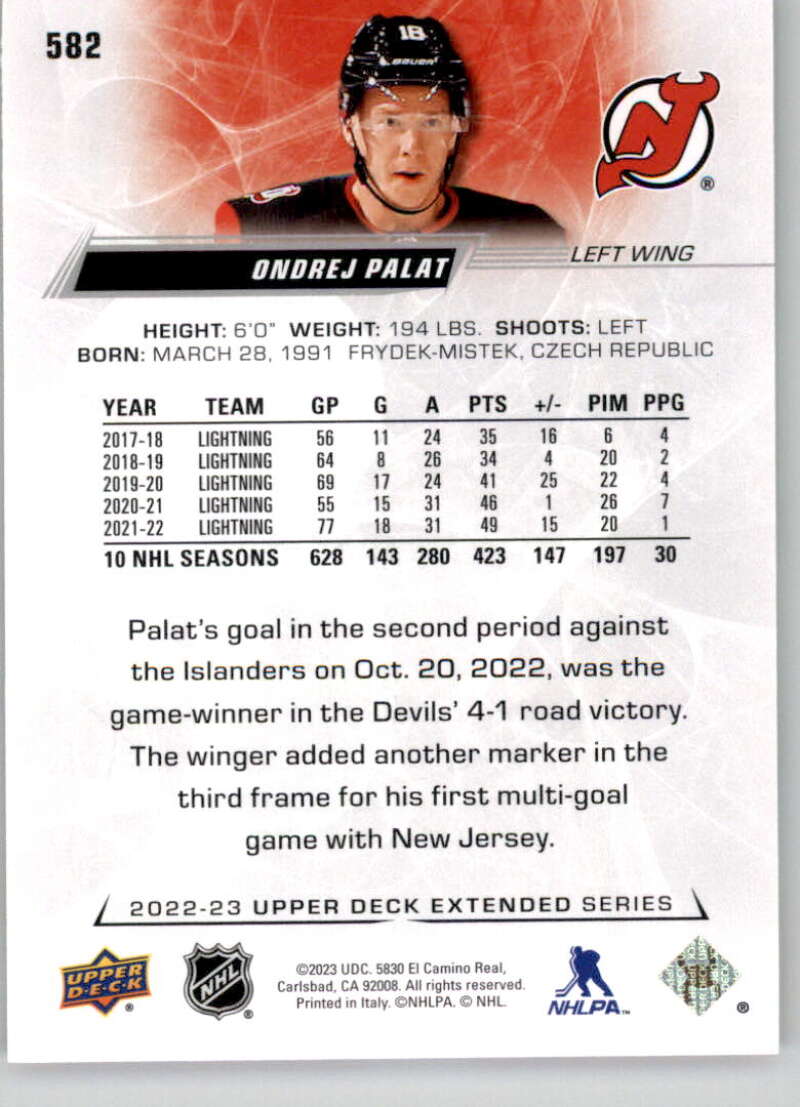 582
18
BAUER
NJ
®
LEFT WING
ONDREJ PALAT
HEIGHT: 6'0" WEIGHT: 194 LBS. SHOOTS: LEFT
BORN: MARCH 28, 1991 FRYDEK-MISTEK, CZECH REPUBLIC
YEAR TEAM GP G A PTS +/- PIM PPG
2017-18 LIGHTNING 56 11 24 35 16 6 4
2018-19 LIGHTNING 64 8 26 34 4 20 2
2019-20 LIGHTNING 69 17 24 41 25 22 4
2020-21 LIGHTNING 55 15 31 46 1 26 7
2021-22 LIGHTNING 77 18 31 49 15 20 1
10 NHL SEASONS 628 143 280 423 147 197 30
Palat's goal in the second period against
the Islanders on Oct. 20, 2022, was the
game-winner in the Devils' 4-1 road victory.
The winger added another marker in the
third frame for his first multi-goal
game with New Jersey.
2022-23 UPPER DECK EXTENDED SERIES
UPPER
D·E·C·K
®
NHL
®
©2023 UDC. 5830 El Camino Real,
Carlsbad, CA 92008. All rights reserved.
Printed in Italy. ©NHLPA. © NHL.
NHLPA™
®